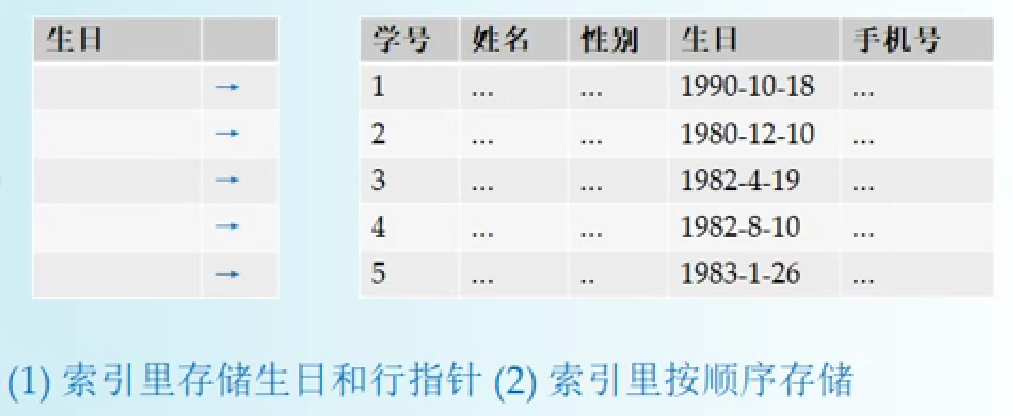 生日
→
→
→
→
→
学号 姓名 性别 生日 手机号
1 ... ... 1990-10-18 ...
2 ... ... 1980-12-10 ...
3 ... ... 1982-4-19 ...
4 ... ... 1982-8-10 ...
5 ... .. 1983-1-26 ...
(1) 索引里存储生日和行指针 (2) 索引里按顺序存储